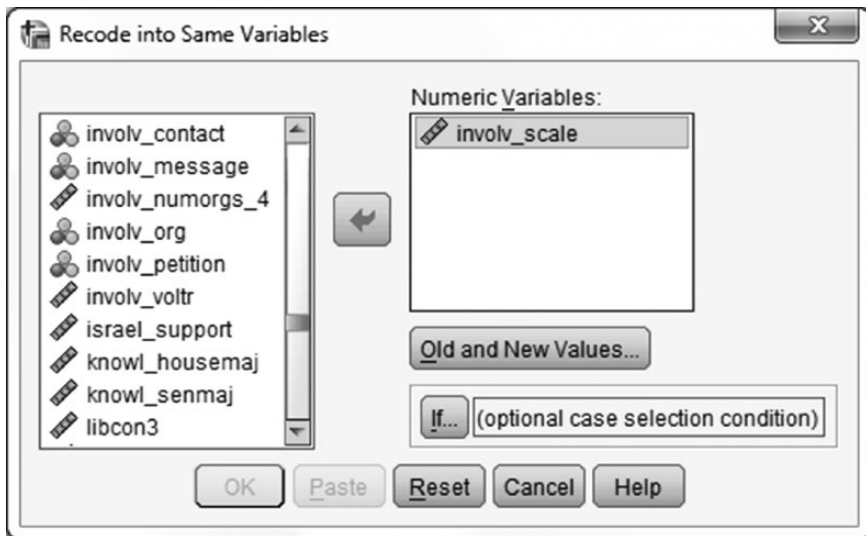 Recode into Same Variables
involv_contact
involv_message
involv_numorgs_4
involv_org
involv_petition
involv_voltr
israel_support
knowl_housemaj
knowl_senmaj
libcon3
Numeric Variables:
involv_scale
Old and New Values...
If... (optional case selection condition)
OK Paste Reset Cancel Help